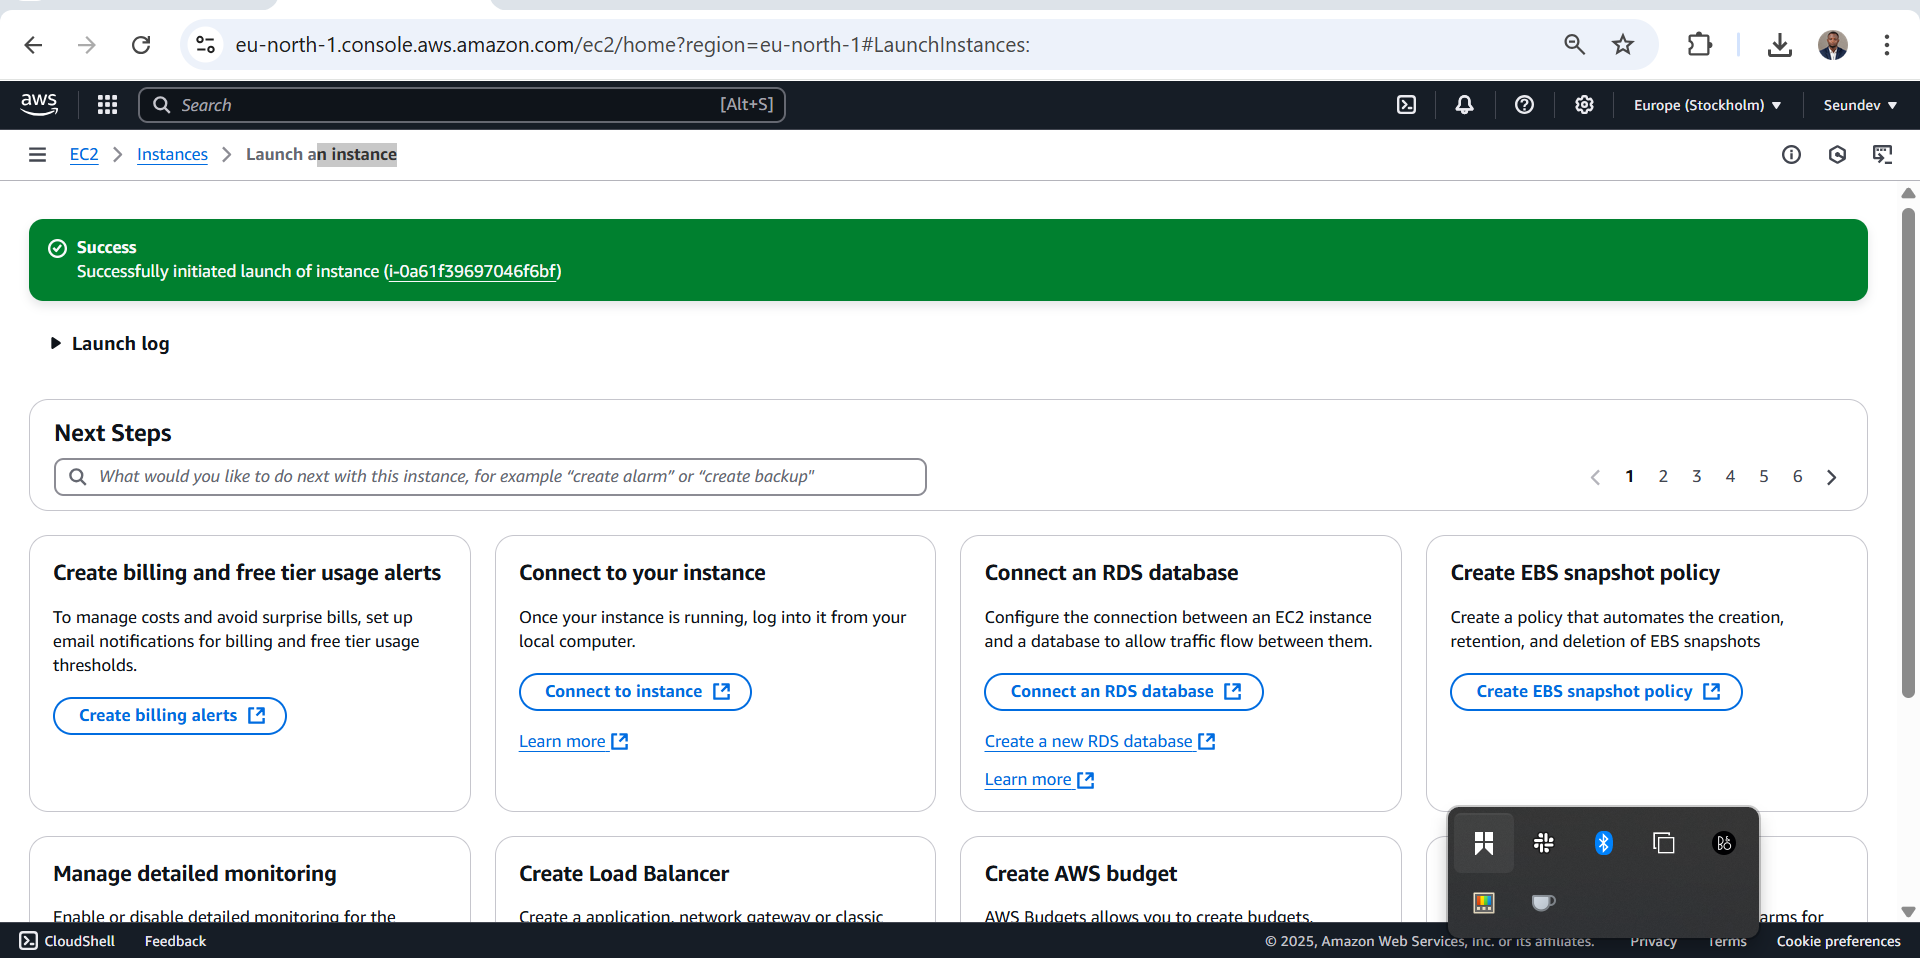 eu-north-1.console.aws.amazon.com/ec2/home?region=eu-north-1#LaunchInstances:
aws
Search
[Alt+S]
Europe (Stockholm)
Seundev
EC2
Instances
Launch an instance
Success
Successfully initiated launch of instance (i-0a61f39697046f6bf)
Launch log
Next Steps
What would you like to do next with this instance, for example “create alarm” or “create backup"
1 2 3 4 5 6
Create billing and free tier usage alerts
To manage costs and avoid surprise bills, set up
email notifications for billing and free tier usage
thresholds.
Create billing alerts
Connect to your instance
Once your instance is running, log into it from your
local computer.
Connect to instance
Learn more
Connect an RDS database
Configure the connection between an EC2 instance
and a database to allow traffic flow between them.
Connect an RDS database
Create a new RDS database
Learn more
Create EBS snapshot policy
Create a policy that automates the creation,
retention, and deletion of EBS snapshots
Create EBS snapshot policy
Manage detailed monitoring
Enable or disable detailed monitoring for the
Create Load Balancer
Create a application, network gateway or classic
Create AWS budget
AWS Budgets allows you to create budgets,
arms for
CloudShell
Feedback
© 2025, Amazon Web Services, Inc. or its affiliates.
Privacy
Terms
Cookie preferences